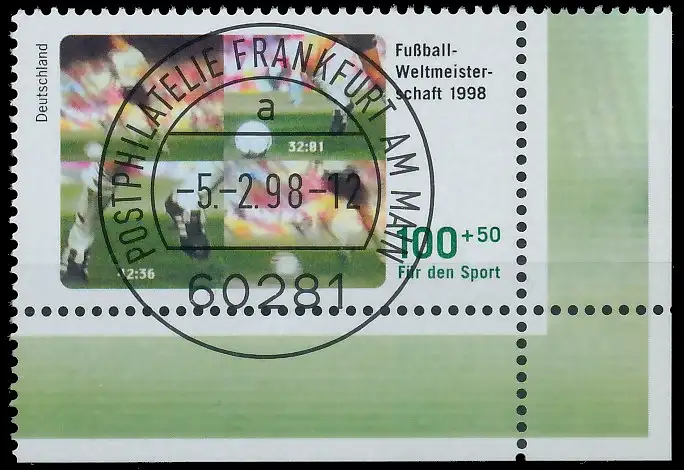 Deutschland
Fußball-
Weltmeister-
schaft 1998
POSTPHILATELIE FRANKFURT AM MAIN
a
32:01
-5.-2.98-12
100+50
Für den Sport
12:36
60281